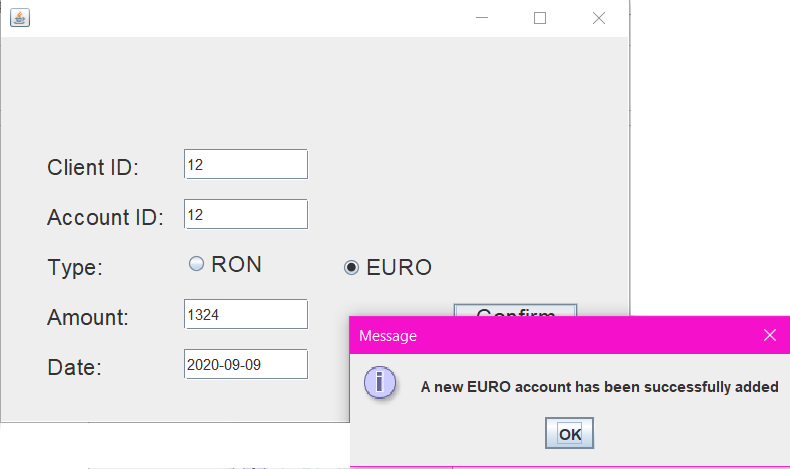 Client ID: 12
Account ID: 12
Type: RON EURO
Amount: 1324
Confirm
Date: 2020-09-09
Message
A new EURO account has been successfully added
OK